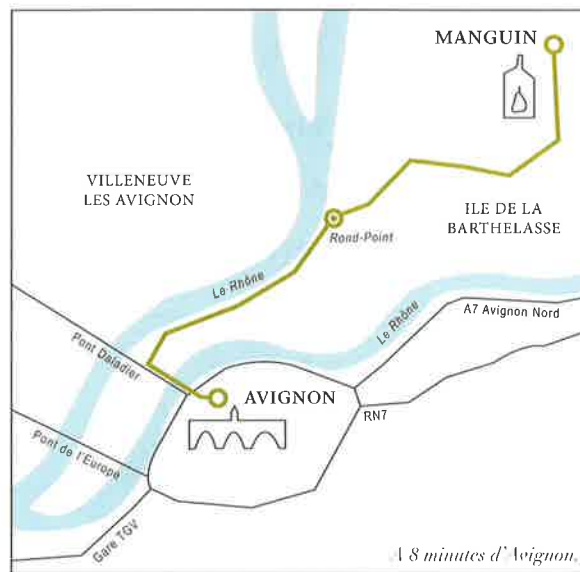 MANGUIN
VILLENEUVE
LES AVIGNON
ILE DE LA
BARTHELASSE
Rond-Point
Le Rhône
Le Rhône
A7 Avignon Nord
Pont Daladier
AVIGNON
RN7
Pont de l'Europe
Gare TGV
A 8 minutes d'Avignon.